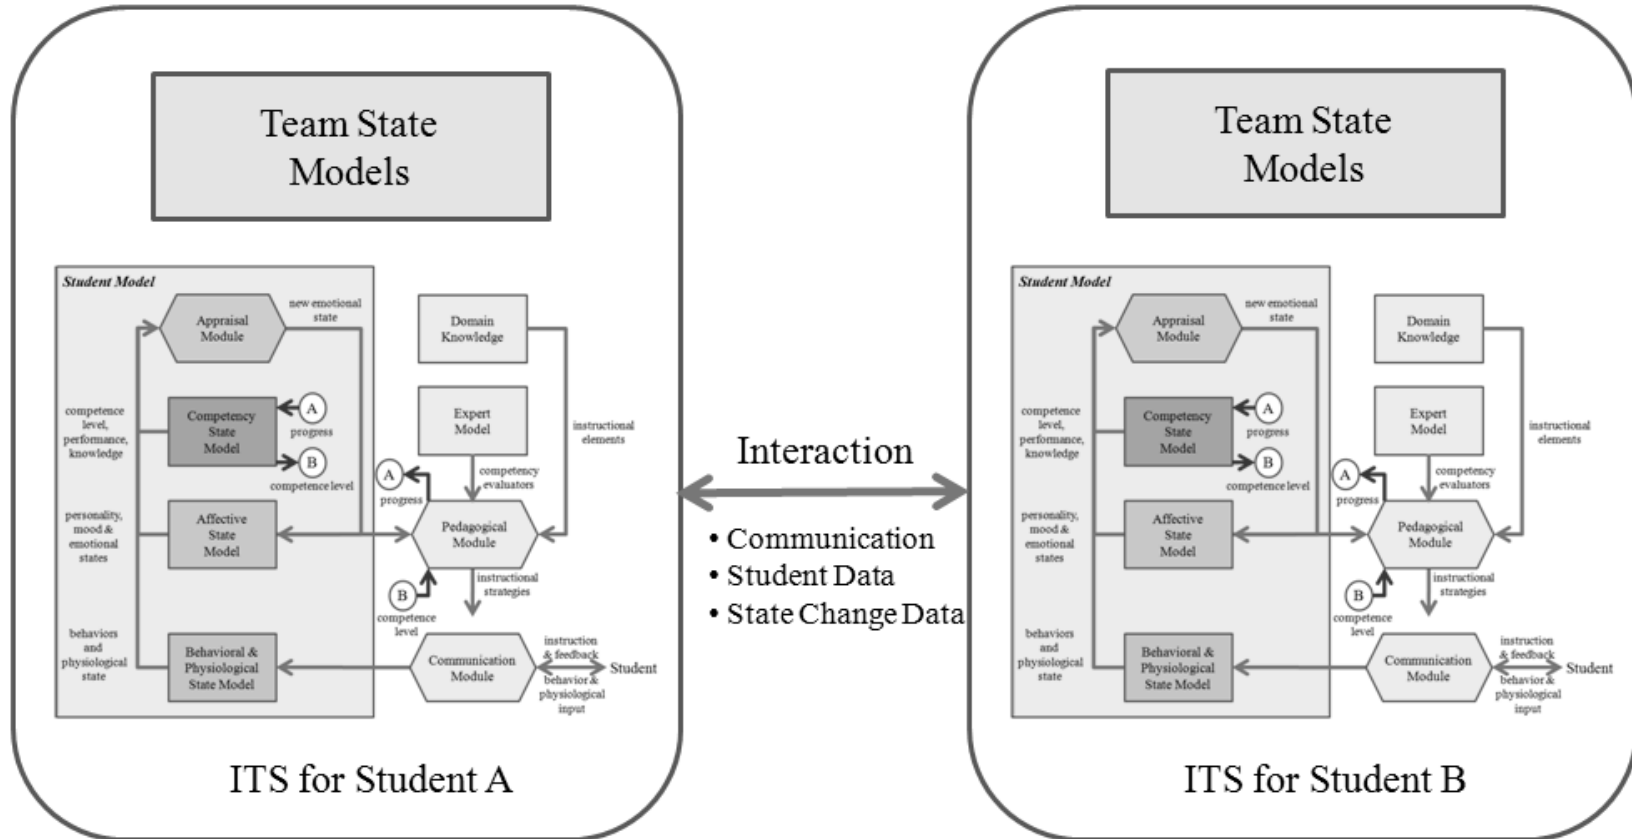 Team State
Models
Student Model
Appraisal
Module
new emotional
state
Domain
Knowledge
competence
level,
performance,
knowledge
Competency
State
Model
A
progress
B
competence level
Expert
Model
instructional
elements
A
progress
competency
evaluators
personality,
mood &
emotional
states
Affective
State
Model
Pedagogical
Module
B
competence
level
instructional
strategies
behaviors
and
physiological
state
Behavioral &
Physiological
State Model
Communication
Module
instruction
& feedback
Student
behavior &
physiological
input
ITS for Student A
Interaction
• Communication
• Student Data
• State Change Data
Team State
Models
Student Model
Appraisal
Module
new emotional
state
Domain
Knowledge
competence
level,
performance,
knowledge
Competency
State
Model
A
progress
B
competence level
Expert
Model
instructional
elements
A
progress
competency
evaluators
personality,
mood &
emotional
states
Affective
State
Model
Pedagogical
Module
B
competence
level
instructional
strategies
behaviors
and
physiological
state
Behavioral &
Physiological
State Model
Communication
Module
instruction
& feedback
Student
behavior &
physiological
input
ITS for Student B